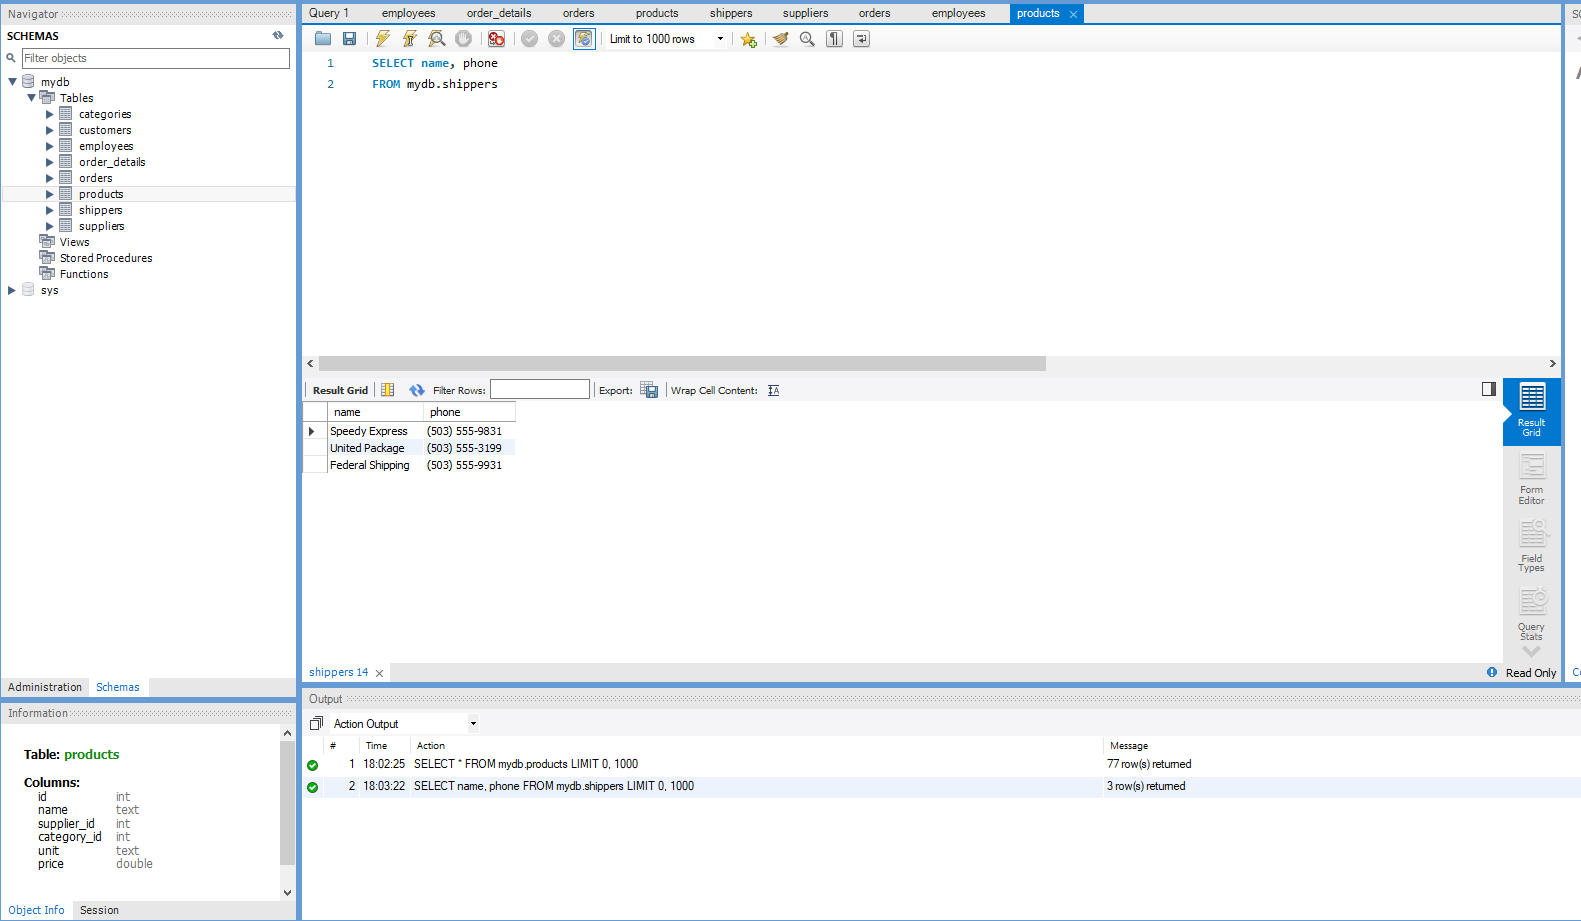 Navigator
SCHEMAS
Filter objects
mydb
Tables
categories
customers
employees
order_details
orders
products
shippers
suppliers
Views
Stored Procedures
Functions
sys
Administration Schemas
Information
Table: products
Columns:
id int
name text
supplier_id int
category_id int
unit text
price double
Object Info Session
Query 1 employees order_details orders products shippers suppliers orders employees products
Limit to 1000 rows
1 SELECT name, phone
2 FROM mydb.shippers
Result Grid Filter Rows: Export: Wrap Cell Content:
name phone
Speedy Express (503) 555-9831
United Package (503) 555-3199
Federal Shipping (503) 555-9931
Result
Grid
Form
Editor
Field
Types
Query
Stats
shippers 14 Read Only
Output
Action Output
# Time Action Message
1 18:02:25 SELECT * FROM mydb.products LIMIT 0, 1000 77 row(s) returned
2 18:03:22 SELECT name, phone FROM mydb.shippers LIMIT 0, 1000 3 row(s) returned